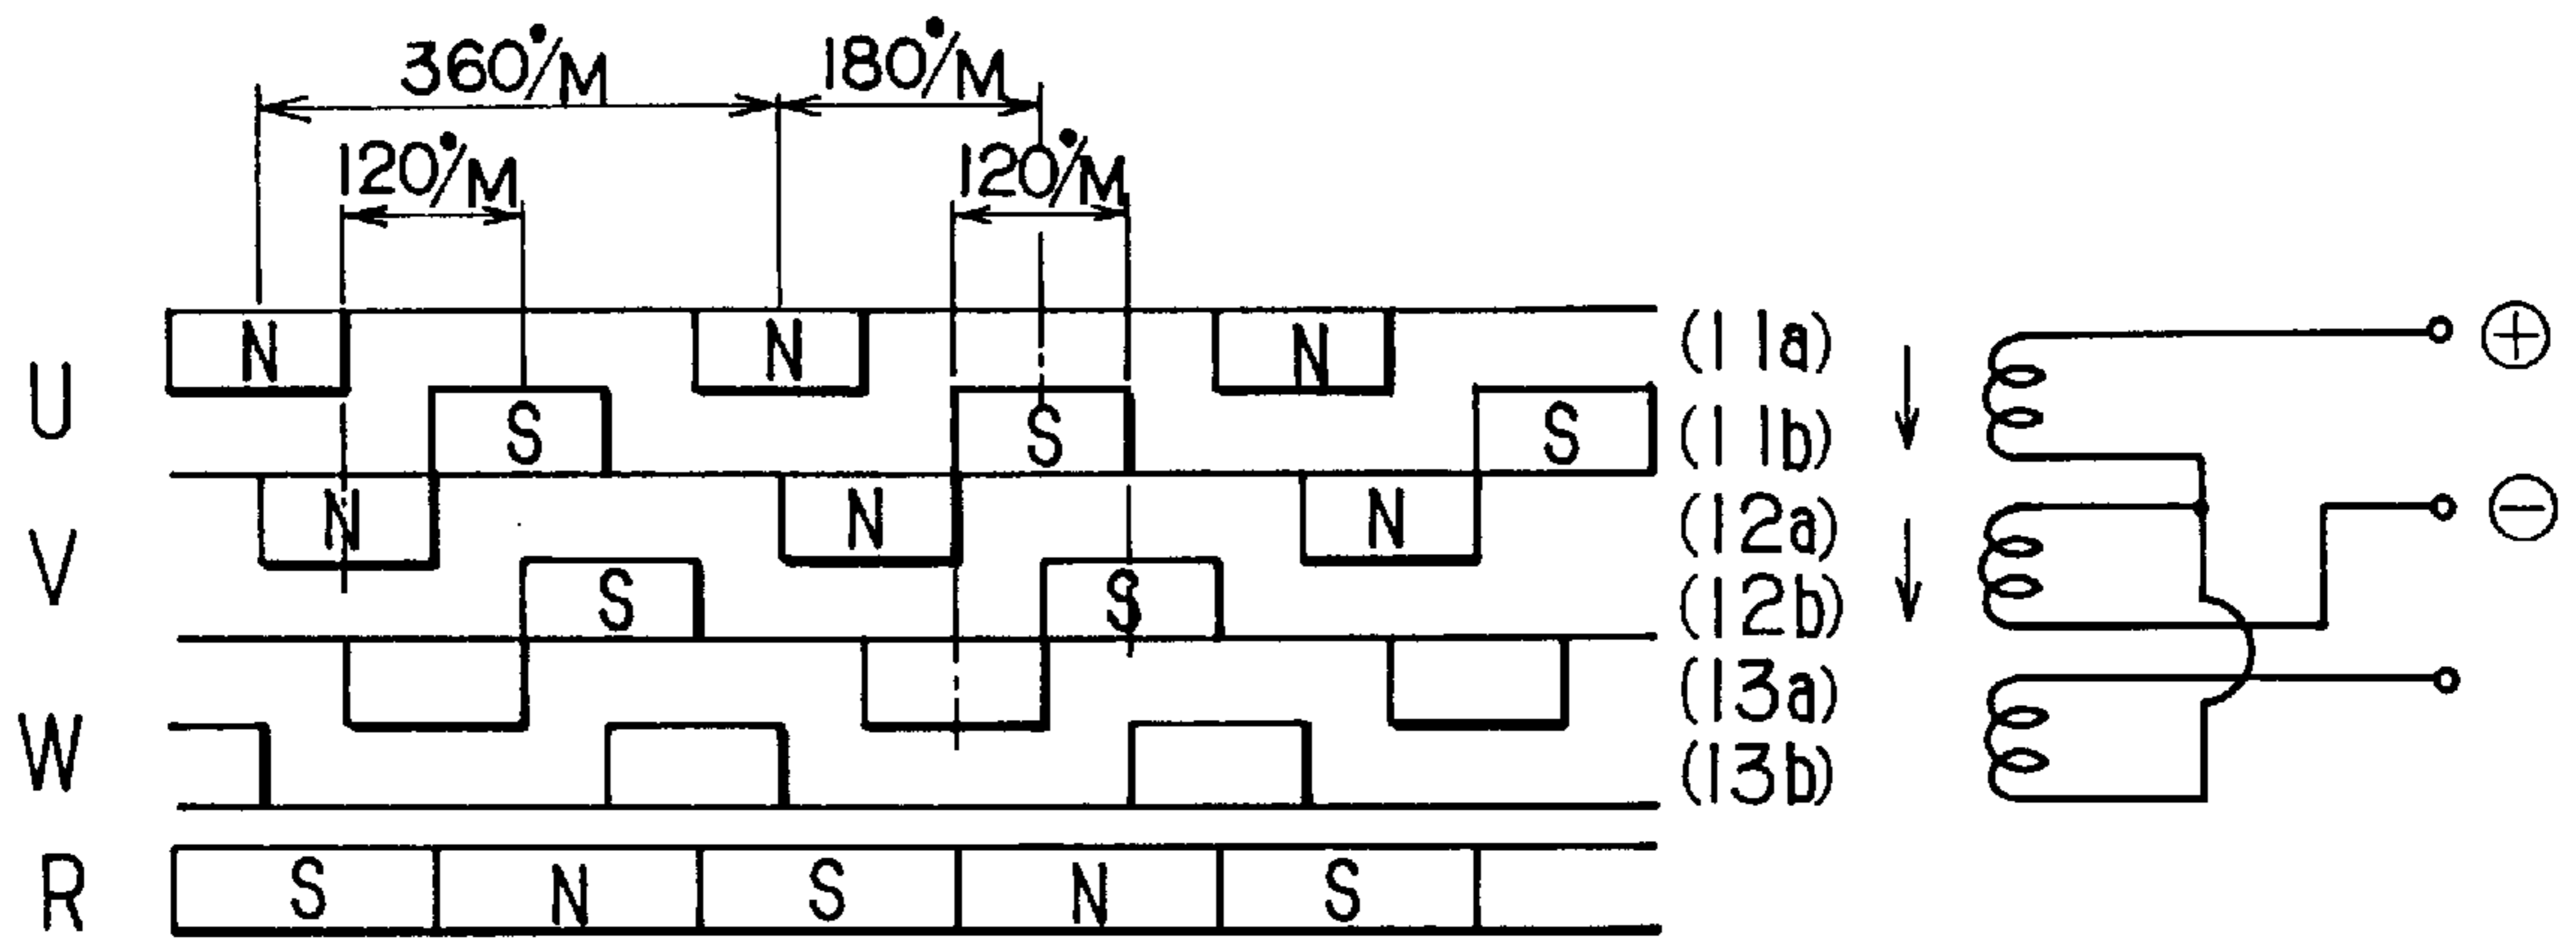 360°/M 180°/M
120°/M 120°/M
U
N N N (11a) ⊕
S S S (11b)
V
N N N (12a) ⊖
S S (12b)
W
(13a)
(13b)
R S N S N S